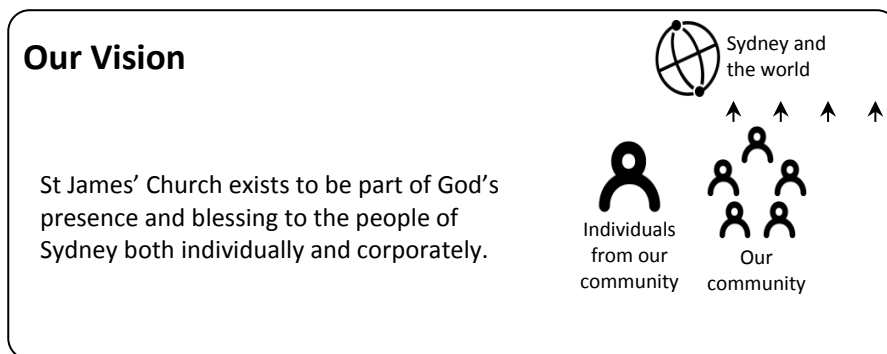 Our Vision
Sydney and
the world
St James’ Church exists to be part of God’s
presence and blessing to the people of
Sydney both individually and corporately.
Individuals
from our
community
Our
community